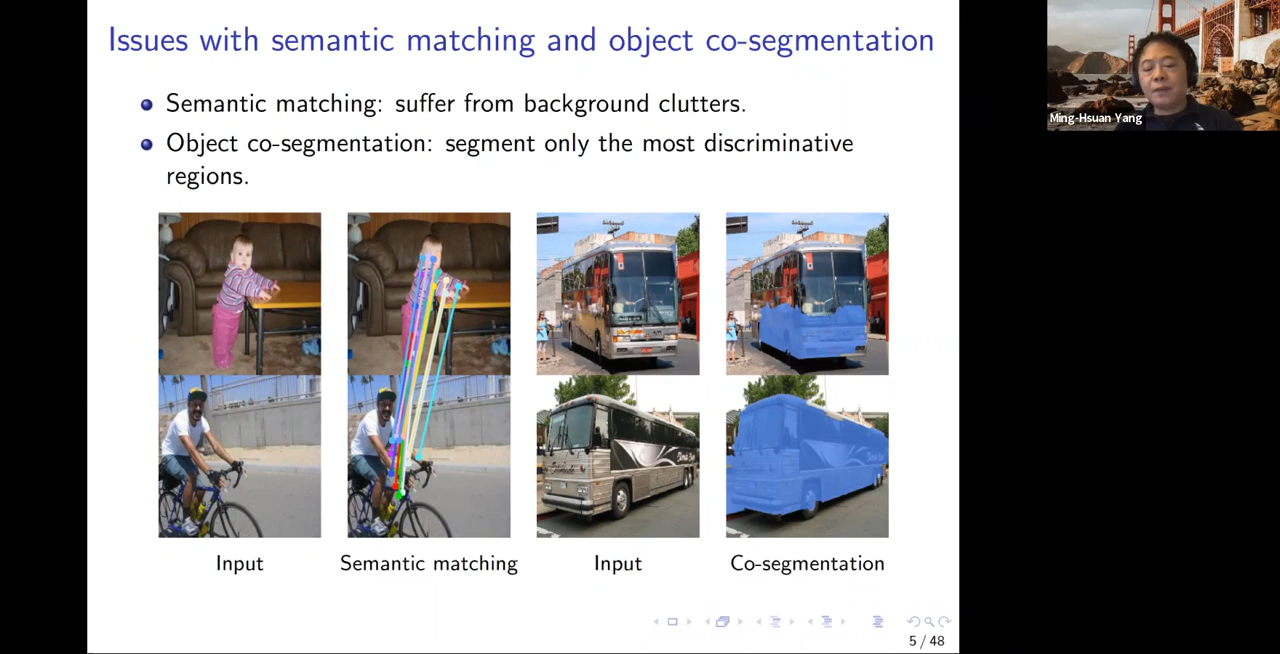 Issues with semantic matching and object co-segmentation
Semantic matching: suffer from background clutters.
Object co-segmentation: segment only the most discriminative
regions.
Input
Semantic matching
Input
Co-segmentation
5 / 48
Ming-Hsuan Yang